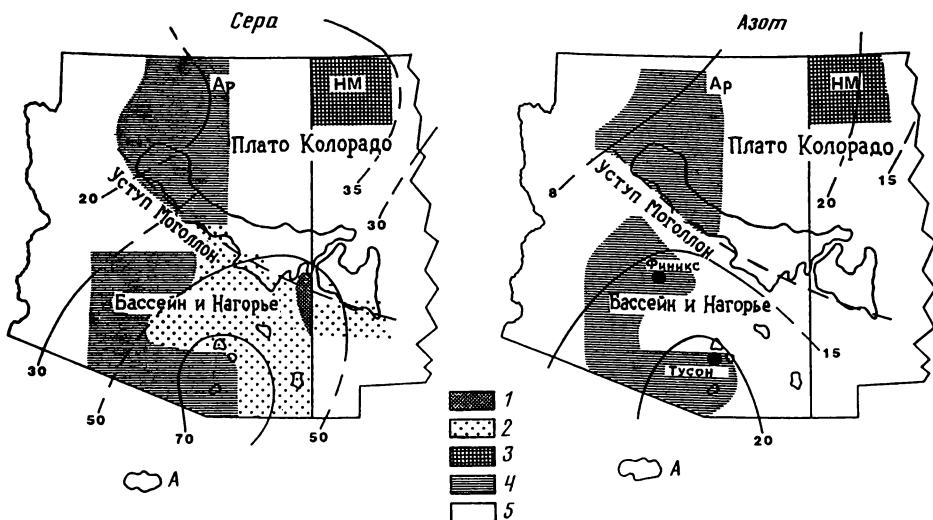 Сера
Ар
НМ
Плато Колорадо
35
30
20
Уступ Моголлон
Бассейн и Нагорье
30
50
70
50
А
Азот
Ар
НМ
Плато Колорадо
8
20
15
Уступ Моголлон
Финикс
Бассейн и Нагорье
15
Тусон
20
А
1
2
3
4
5